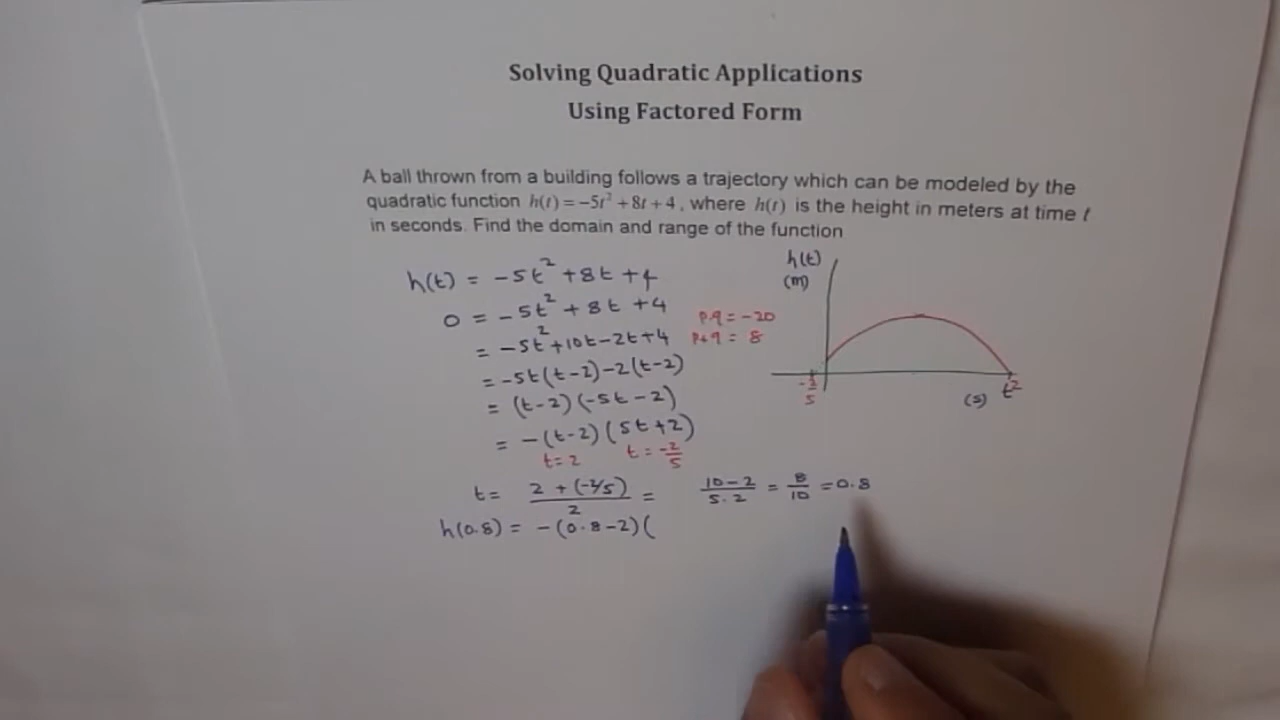 Solving Quadratic Applications
Using Factored Form
A ball thrown from a building follows a trajectory which can be modeled by the
quadratic function h(t) = -5t² + 8t + 4, where h(t) is the height in meters at time t
in seconds. Find the domain and range of the function
h(t) = -5t² + 8t + 4
0 = -5t² + 8t + 4
= -5t² + 10t - 2t + 4
= -5t(t-2) - 2(t-2)
= (t-2)(-5t-2)
= -(t-2)(5t+2)
t=2 t = -2/5
p.q = -20
p+q = 8
h(t)
(m)
-2/5
(s) t 2
t = 2 + (-2/5) / 2 = 10-2 / 5.2 = 8/10 = 0.8
h(0.8) = -(0.8-2)(